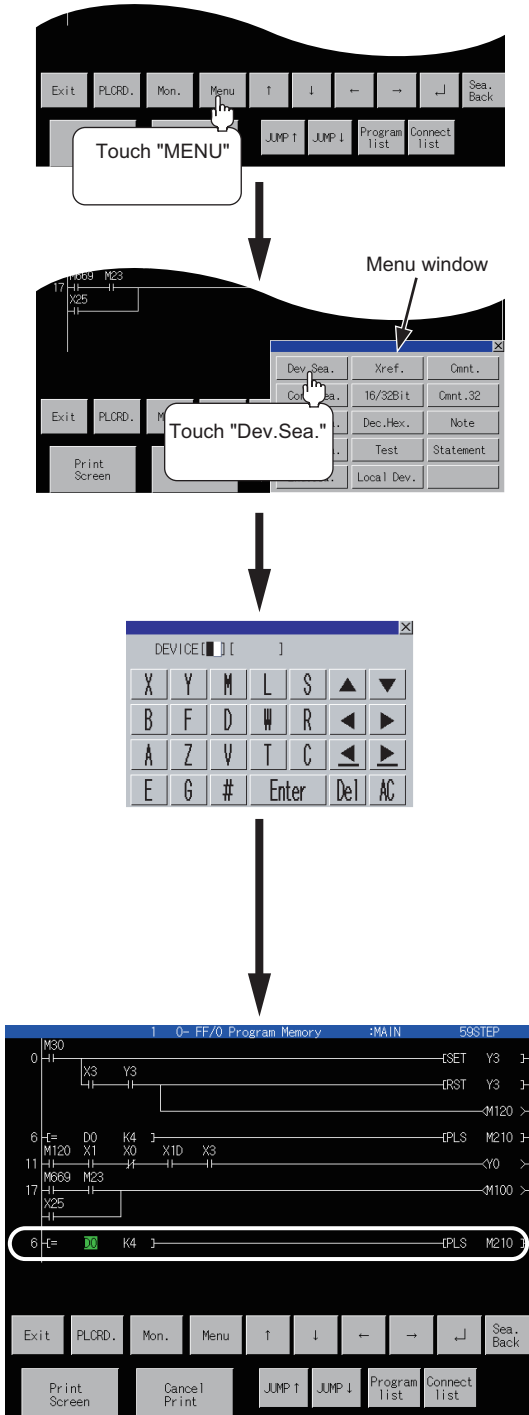 Exit PLCRD. Mon. Menu ↑ ↓ ← → ↵ Sea. Back
Touch "MENU"
JUMP↑ JUMP↓ Program list Connect list
Menu window
M669 M23
17
X25
Dev.Sea. Xref. Cmnt.
16/32Bit Cmnt.32
Exit PLCRD.
Touch "Dev.Sea."
Dec.Hex. Note
Test Statement
Print Screen
Local Dev.
DEVICE[ ][ ]
X Y M L S ▲ ▼
B F D W R ◀ ▶
A Z V T C ◀ ▶
E G # Enter Del AC
1 0- FF/0 Program Memory :MAIN 59STEP
M30
0 [SET Y3 ]
X3 Y3
[RST Y3 ]
<M120 >
6 [= D0 K4 ] [PLS M210 ]
M120 X1 X0 X1D X3
11 <Y0 >
M669 M23
17 <M100 >
X25
6 [= D0 K4 ] [PLS M210 ]
Exit PLCRD. Mon. Menu ↑ ↓ ← → ↵ Sea. Back
Print Screen Cancel Print JUMP↑ JUMP↓ Program list Connect list